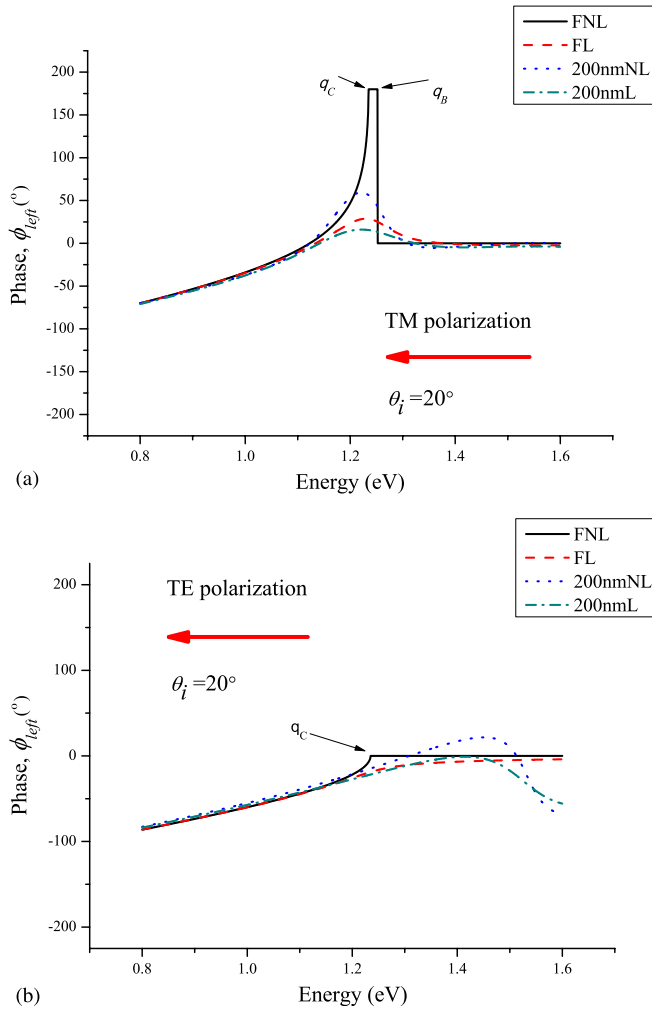 FNL
FL
200nmNL
200nmL
200
150
100
50
0
-50
-100
-150
-200
Phase, ϕleft(°)
qC
qB
TM polarization
θi =20°
0.8 1.0 1.2 1.4 1.6
Energy (eV)
(a)
FNL
FL
200nmNL
200nmL
200
100
0
-100
-200
Phase, ϕleft(°)
TE polarization
θi =20°
qC
0.8 1.0 1.2 1.4 1.6
Energy (eV)
(b)